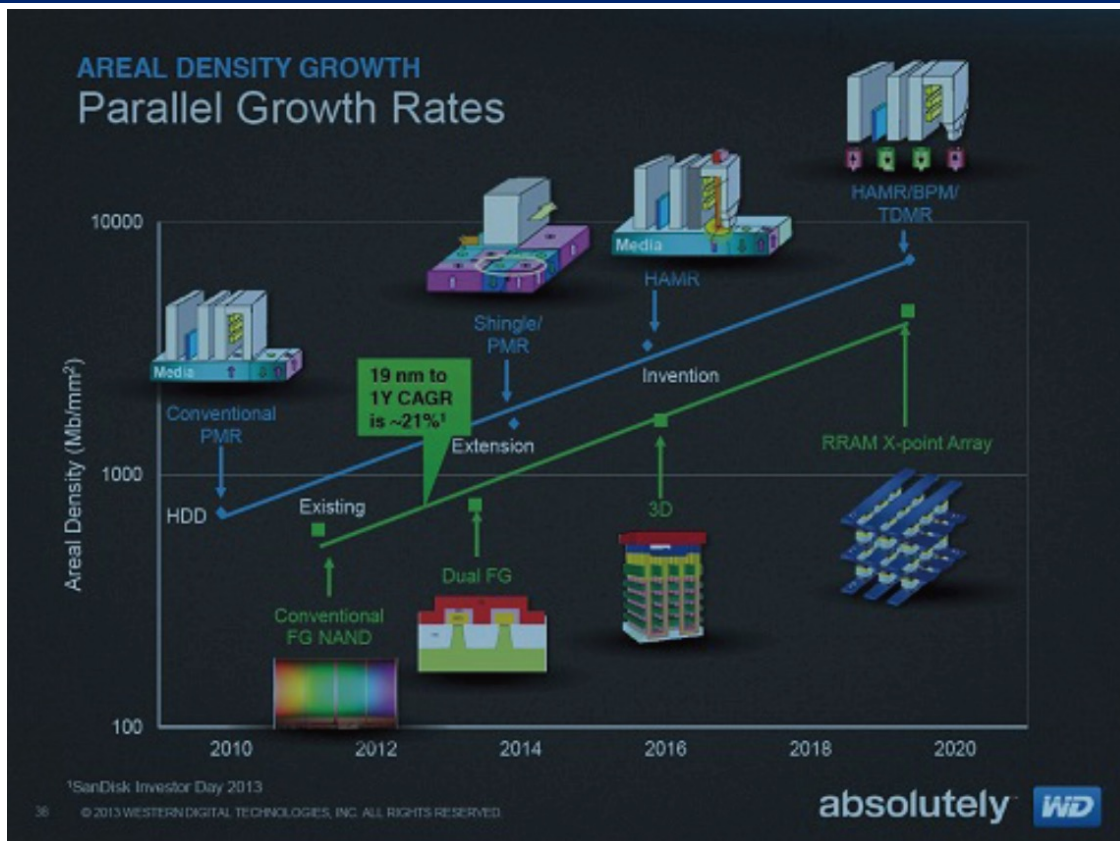 AREAL DENSITY GROWTH
Parallel Growth Rates
HAMR/BPM/
TDMR
10000
Media
HAMR
Shingle/
PMR
Media
Conventional
PMR
19 nm to
1Y CAGR
is ~21%¹
Invention
Extension
RRAM X-point Array
Areal Density (Mb/mm²)
1000
HDD
Existing
3D
Dual FG
Conventional
FG NAND
100
2010 2012 2014 2016 2018 2020
¹SanDisk Investor Day 2013
36 © 2013 WESTERN DIGITAL TECHNOLOGIES, INC. ALL RIGHTS RESERVED.
absolutely WD